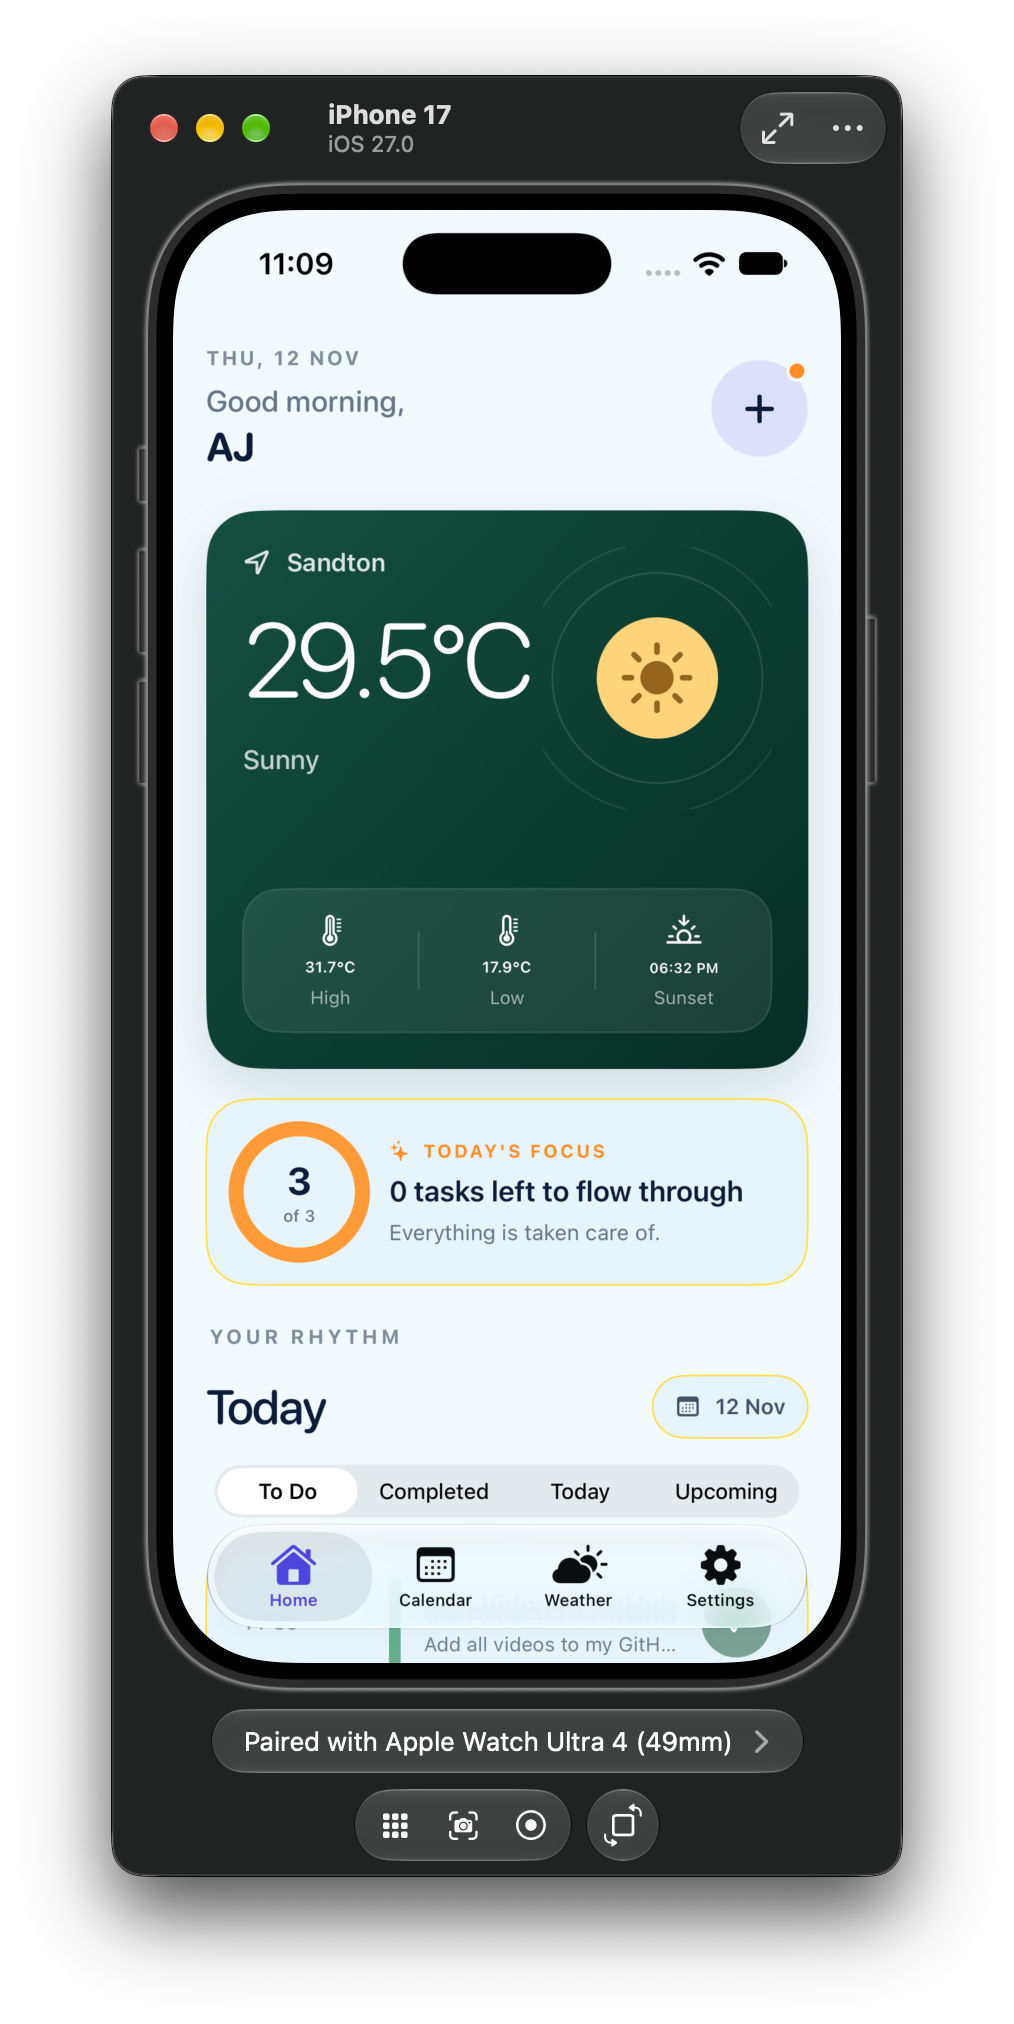 iPhone 17
iOS 27.0
11:09
THU, 12 NOV
Good morning,
AJ
Sandton
29.5°C
Sunny
31.7°C
High
17.9°C
Low
06:32 PM
Sunset
3
of 3
TODAY'S FOCUS
0 tasks left to flow through
Everything is taken care of.
YOUR RHYTHM
Today
12 Nov
To Do Completed Today Upcoming
Home Calendar Weather Settings
Add all videos to my GitH...
Paired with Apple Watch Ultra 4 (49mm)